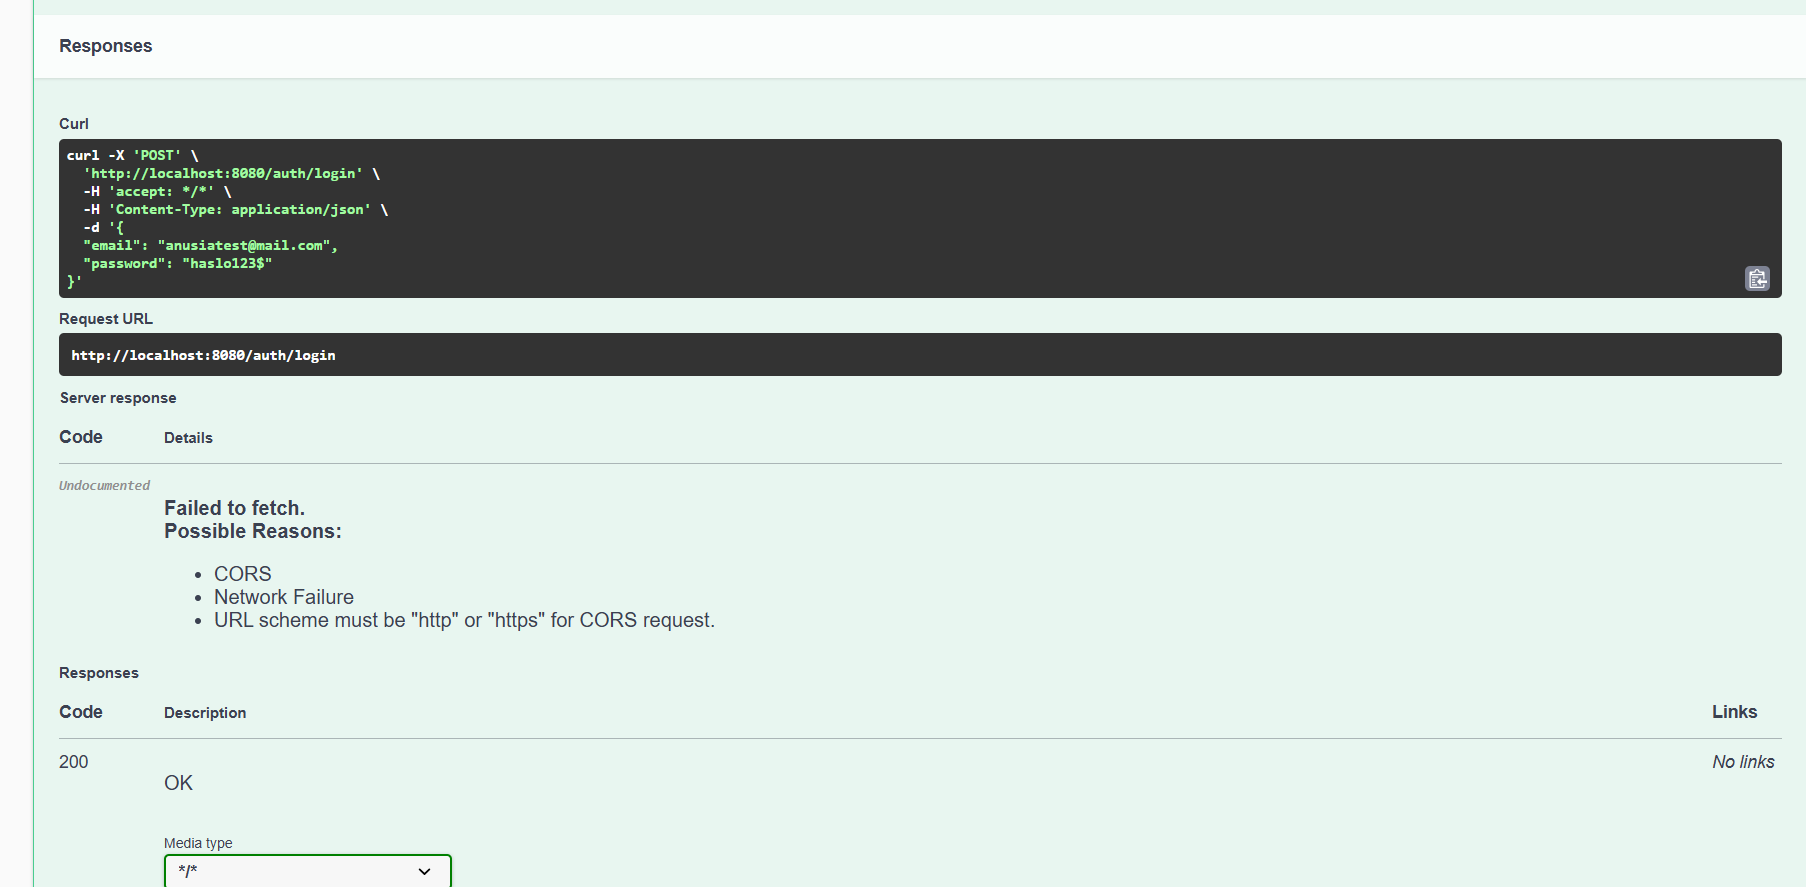 Responses
Curl
curl -X 'POST' \
'http://localhost:8080/auth/login' \
-H 'accept: */*' \
-H 'Content-Type: application/json' \
-d '{
"email": "anusiatest@mail.com",
"password": "haslo123$"
}'
Request URL
http://localhost:8080/auth/login
Server response
Code Details
Undocumented
Failed to fetch.
Possible Reasons:
• CORS
• Network Failure
• URL scheme must be "http" or "https" for CORS request.
Responses
Code Description Links
200 No links
OK
Media type
*/*